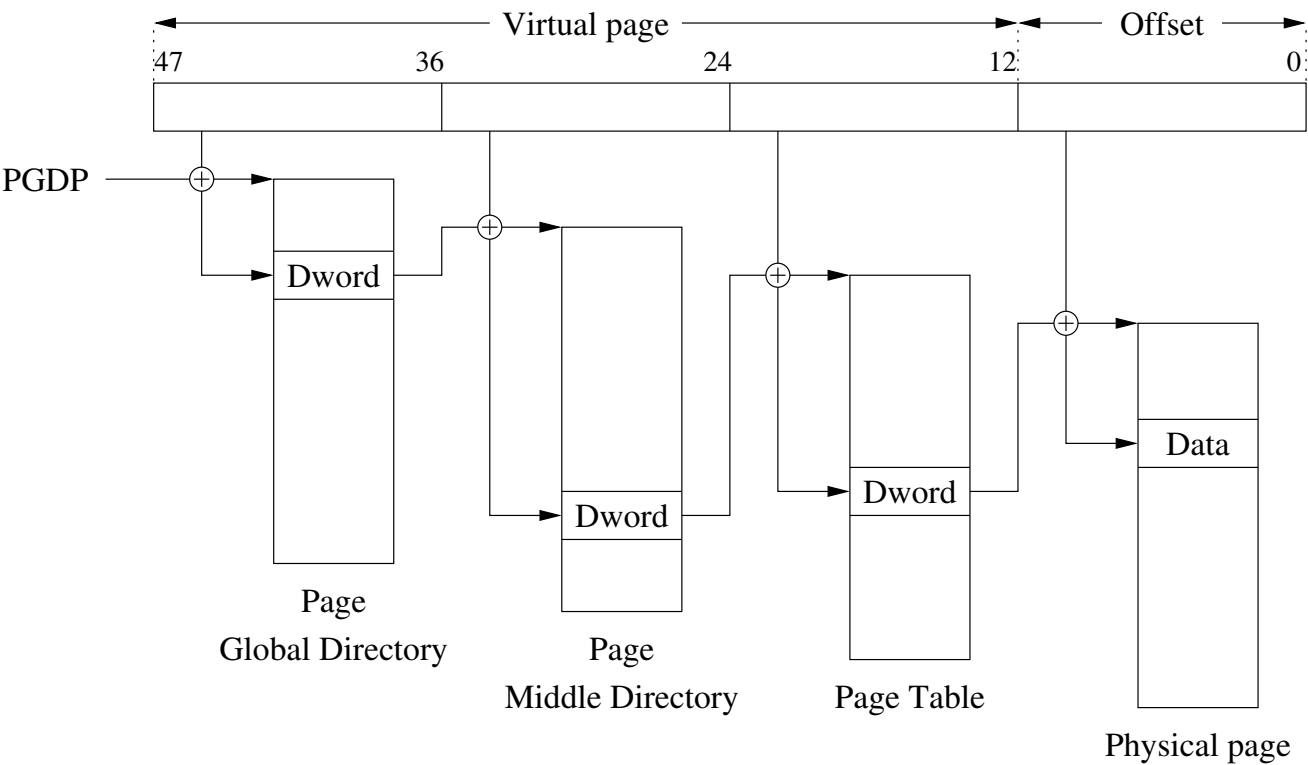 Virtual page
Offset
47 36 24 12 0
PGDP
Dword
Dword
Dword
Data
Page
Global Directory
Page
Middle Directory
Page Table
Physical page